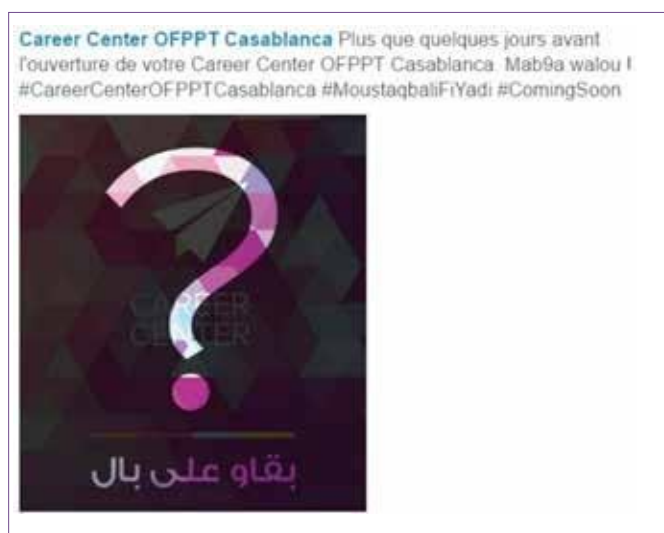 Career Center OFPPT Casablanca Plus que quelques jours avant
l'ouverture de votre Career Center OFPPT Casablanca. Mab9a walou !
#CareerCenterOFPPTCasablanca #MoustaqbaliFiYadi #ComingSoon
?
CAREER
CENTER
بقاو على بال